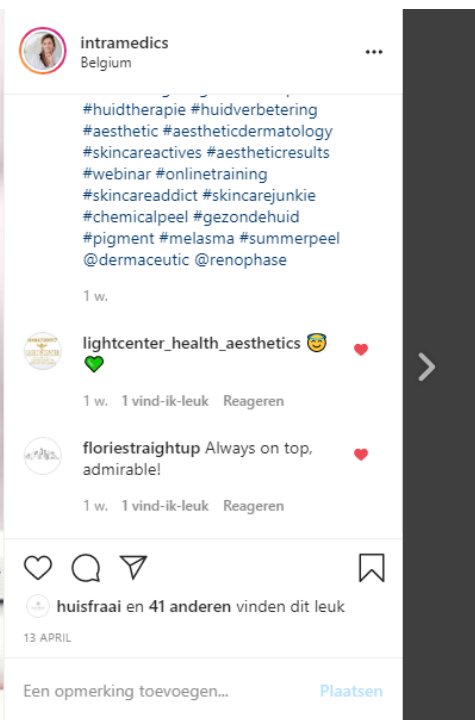 intramedics
Belgium
#huidtherapie #huidverbetering
#aesthetic #aestheticdermatology
#skincareactives #aestheticresults
#webinar #onlinetraining
#skincareaddict #skincarejunkie
#chemicalpeel #gezondehuid
#pigment #melasma #summerpeel
@dermaceutic @renophase
1 w.
lightcenter_health_aesthetics 😇
💚
1 w. 1 vind-ik-leuk Reageren
floriestraightup Always on top,
admirable!
1 w. 1 vind-ik-leuk Reageren
huisfraai en 41 anderen vinden dit leuk
13 APRIL
Een opmerking toevoegen... Plaatsen